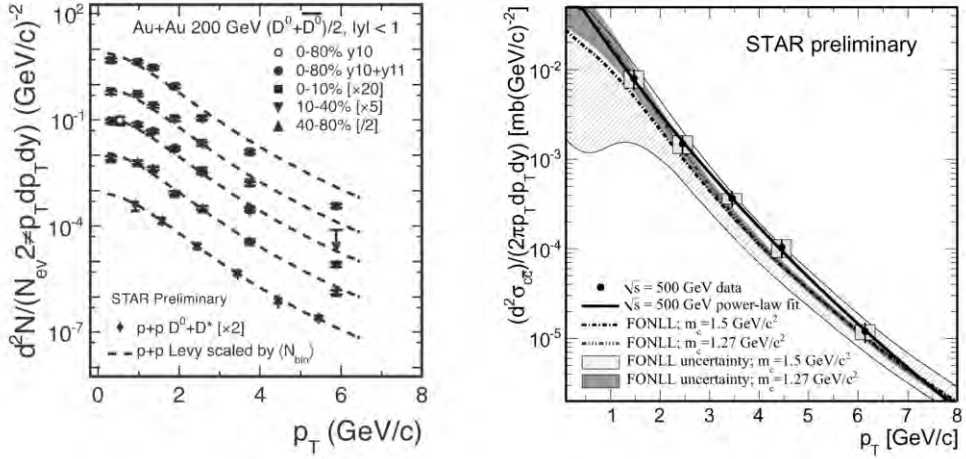 Au+Au 200 GeV (D⁰+D̅⁰)/2, |y| < 1
0-80% y10
0-80% y10+y11
0-10% [×20]
10-40% [×5]
40-80% [/2]
d²N/(N_ev 2≠p_T dp_T dy) (GeV/c)⁻²
10⁻¹
10⁻⁴
10⁻⁷
STAR Preliminary
p+p D⁰+D* [×2]
p+p Levy scaled by ⟨N_bin⟩
0 2 4 6 8
p_T (GeV/c)
STAR preliminary
(d²σ_cc̅)/(2πp_T dp_T dy) [mb(GeV/c)⁻²]
10⁻²
10⁻³
10⁻⁴
10⁻⁵
√s = 500 GeV data
√s = 500 GeV power-law fit
FONLL; m_c=1.5 GeV/c²
FONLL; m_c=1.27 GeV/c²
FONLL uncertainty; m_c=1.5 GeV/c²
FONLL uncertainty; m_c=1.27 GeV/c²
1 2 3 4 5 6 7 8
p_T [GeV/c]